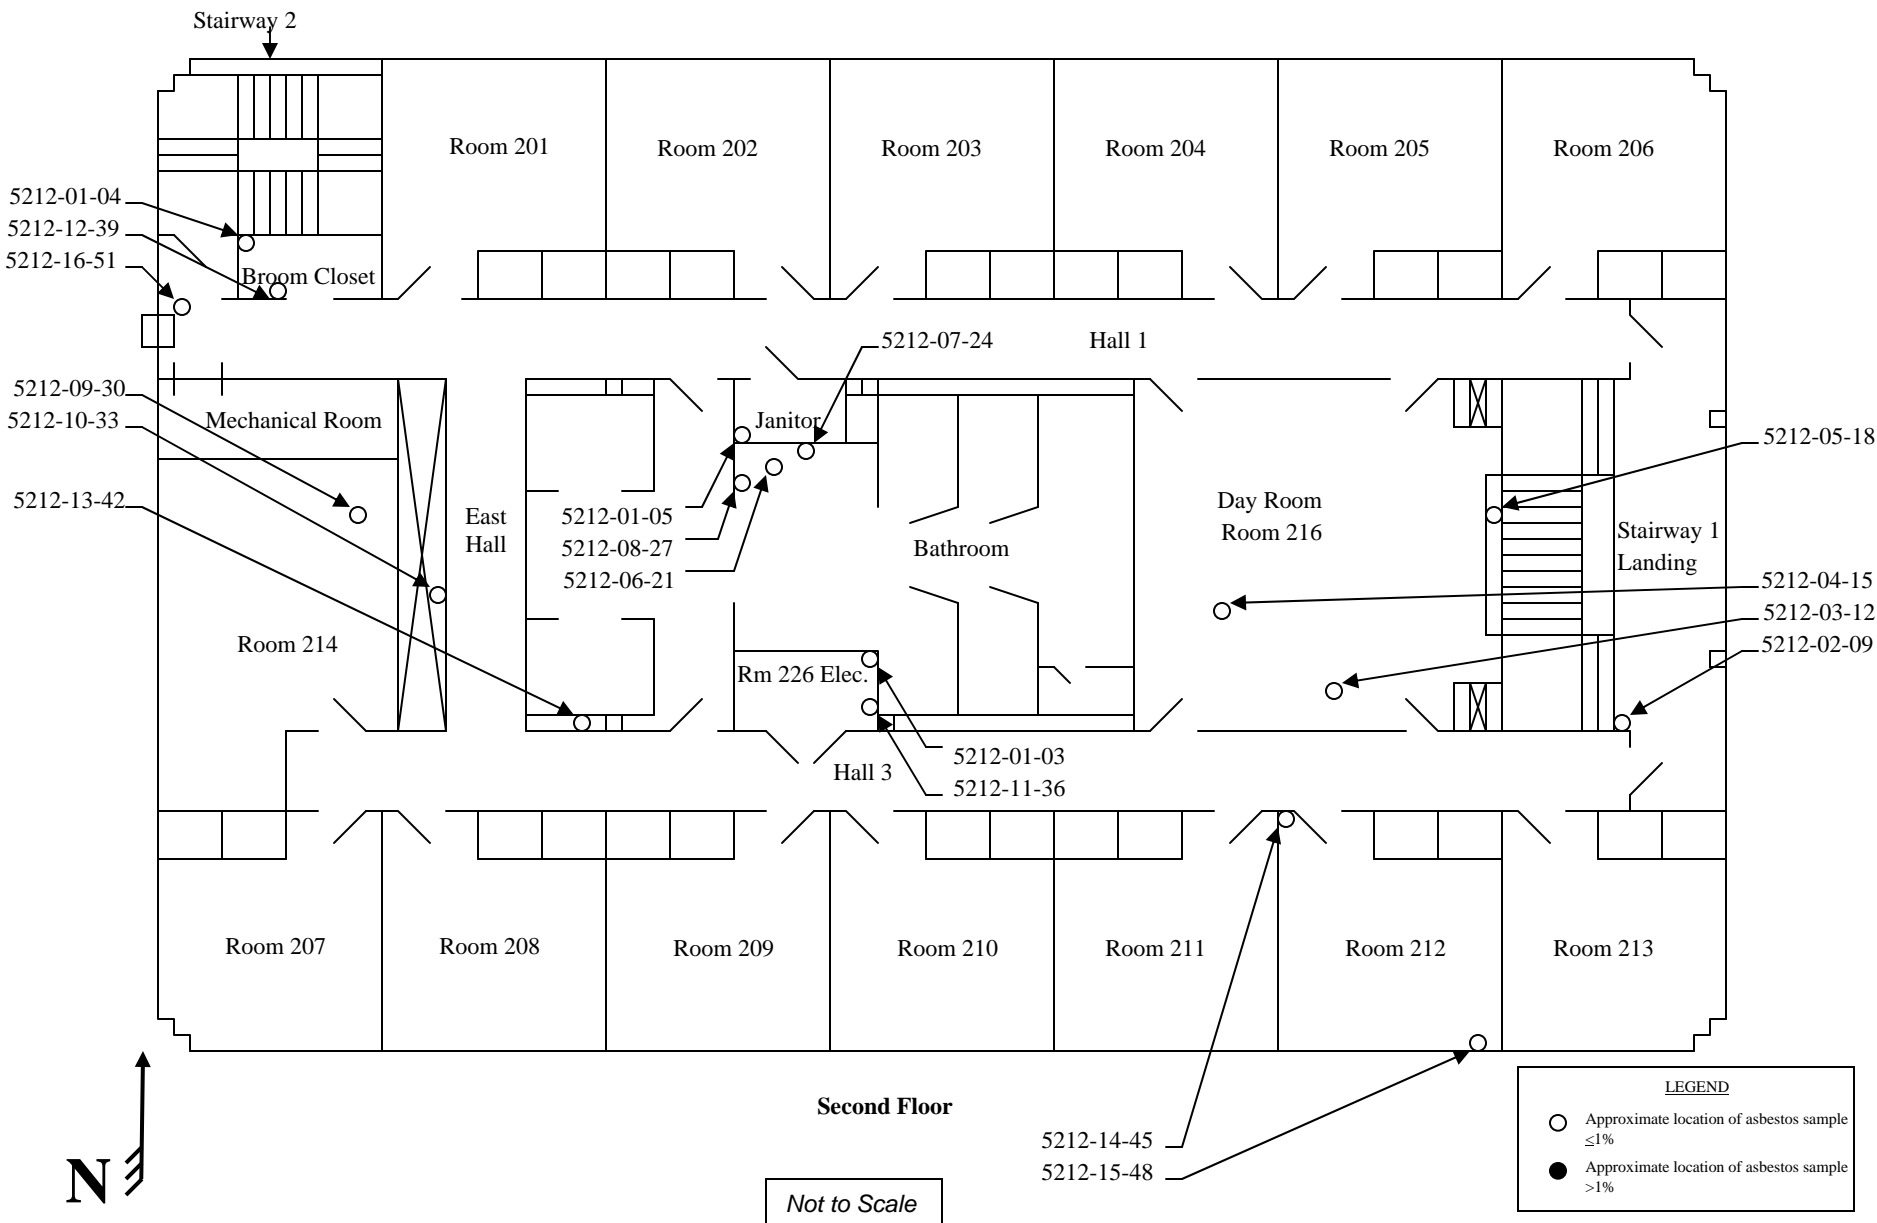 Stairway 2
Room 201
Room 202
Room 203
Room 204
Room 205
Room 206
5212-01-04
5212-12-39
5212-16-51
Broom Closet
5212-07-24
Hall 1
5212-09-30
5212-10-33
Mechanical Room
Janitor
5212-05-18
5212-13-42
East
Hall
5212-01-05
5212-08-27
5212-06-21
Bathroom
Day Room
Room 216
Stairway 1
Landing
5212-04-15
5212-03-12
5212-02-09
Room 214
Rm 226 Elec.
5212-01-03
5212-11-36
Hall 3
Room 207
Room 208
Room 209
Room 210
Room 211
Room 212
Room 213
Second Floor
5212-14-45
5212-15-48
N
Not to Scale
LEGEND
Approximate location of asbestos sample
≤1%
Approximate location of asbestos sample
>1%